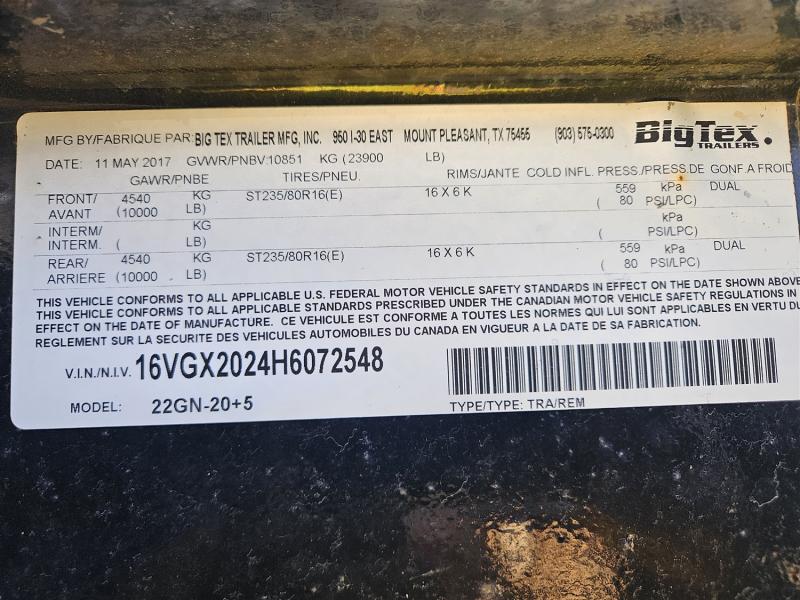 MFG BY/FABRIQUE PAR: BIG TEX TRAILER MFG, INC. 950 I-30 EAST MOUNT PLEASANT, TX 75455 (903) 575-0300 BigTex.
TRAILERS
DATE: 11 MAY 2017 GVWR/PNBV:10851 KG (23900 LB)
GAWR/PNBE TIRES/PNEU. RIMS/JANTE COLD INFL. PRESS./PRESS.DE GONF.A FROID
FRONT/ 4540 KG ST235/80R16(E) 16 X 6 K 559 kPa DUAL
AVANT (10000 LB) ( 80 PSI/LPC)
INTERM/ KG kPa
INTERM. ( LB) ( PSI/LPC)
REAR/ 4540 KG ST235/80R16(E) 16 X 6 K 559 kPa DUAL
ARRIERE (10000 LB) ( 80 PSI/LPC)
THIS VEHICLE CONFORMS TO ALL APPLICABLE U.S. FEDERAL MOTOR VEHICLE SAFETY STANDARDS IN EFFECT ON THE DATE SHOWN ABOVE
THIS VEHICLE CONFORMS TO ALL APPLICABLE STANDARDS PRESCRIBED UNDER THE CANADIAN MOTOR VEHICLE SAFETY REGULATIONS IN
EFFECT ON THE DATE OF MANUFACTURE. CE VEHICULE EST CONFORME A TOUTES LES NORMES QUI LUI SONT APPLICABLES EN VERTU DU
REGLEMENT SUR LA SECURITE DES VEHICULES AUTOMOBILES DU CANADA EN VIGUEUR A LA DATE DE SA FABRICATION.
V.I.N./N.I.V. 16VGX2024H6072548
MODEL: 22GN-20+5 TYPE/TYPE: TRA/REM